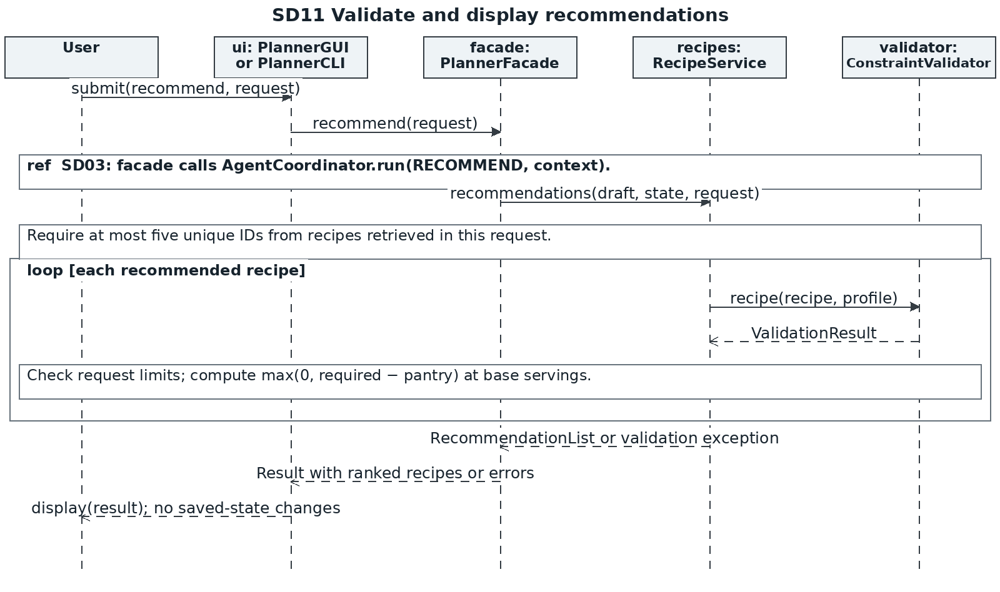 SD11 Validate and display recommendations
User
ui: PlannerGUI
or PlannerCLI
facade:
PlannerFacade
recipes:
RecipeService
validator:
ConstraintValidator
submit(recommend, request)
recommend(request)
ref  SD03: facade calls AgentCoordinator.run(RECOMMEND, context).
recommendations(draft, state, request)
Require at most five unique IDs from recipes retrieved in this request.
loop [each recommended recipe]
recipe(recipe, profile)
ValidationResult
Check request limits; compute max(0, required − pantry) at base servings.
RecommendationList or validation exception
Result with ranked recipes or errors
display(result); no saved-state changes